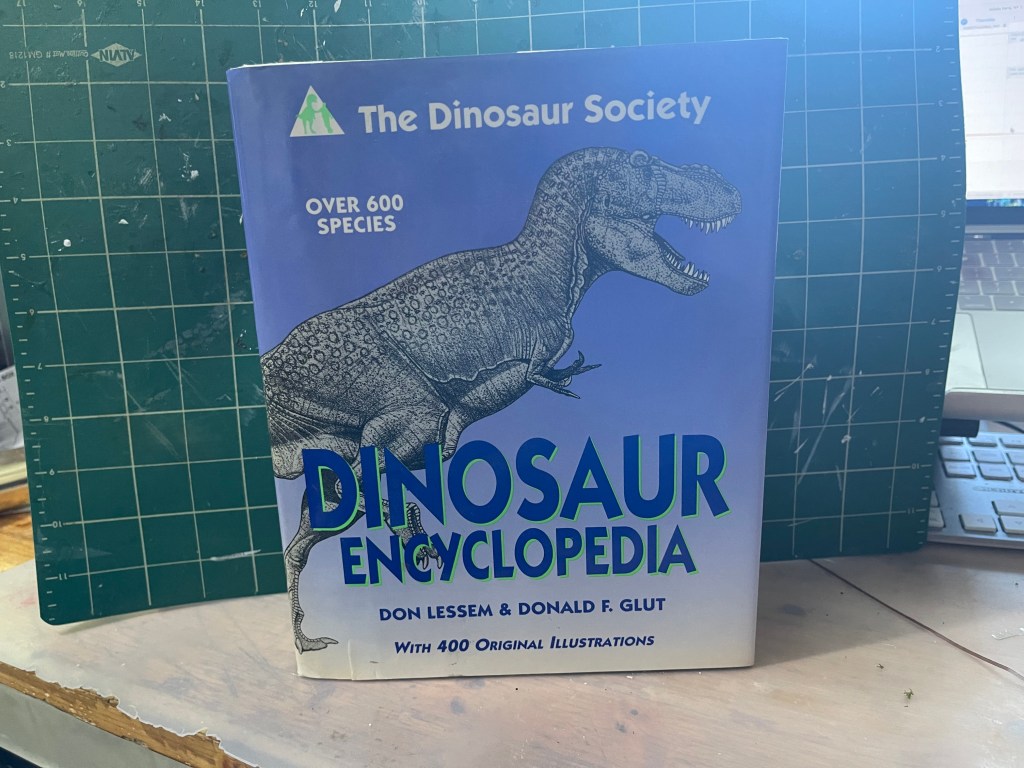 The Dinosaur Society
OVER 600
SPECIES
DINOSAUR
ENCYCLOPEDIA
DON LESSEM & DONALD F. GLUT
WITH 400 ORIGINAL ILLUSTRATIONS